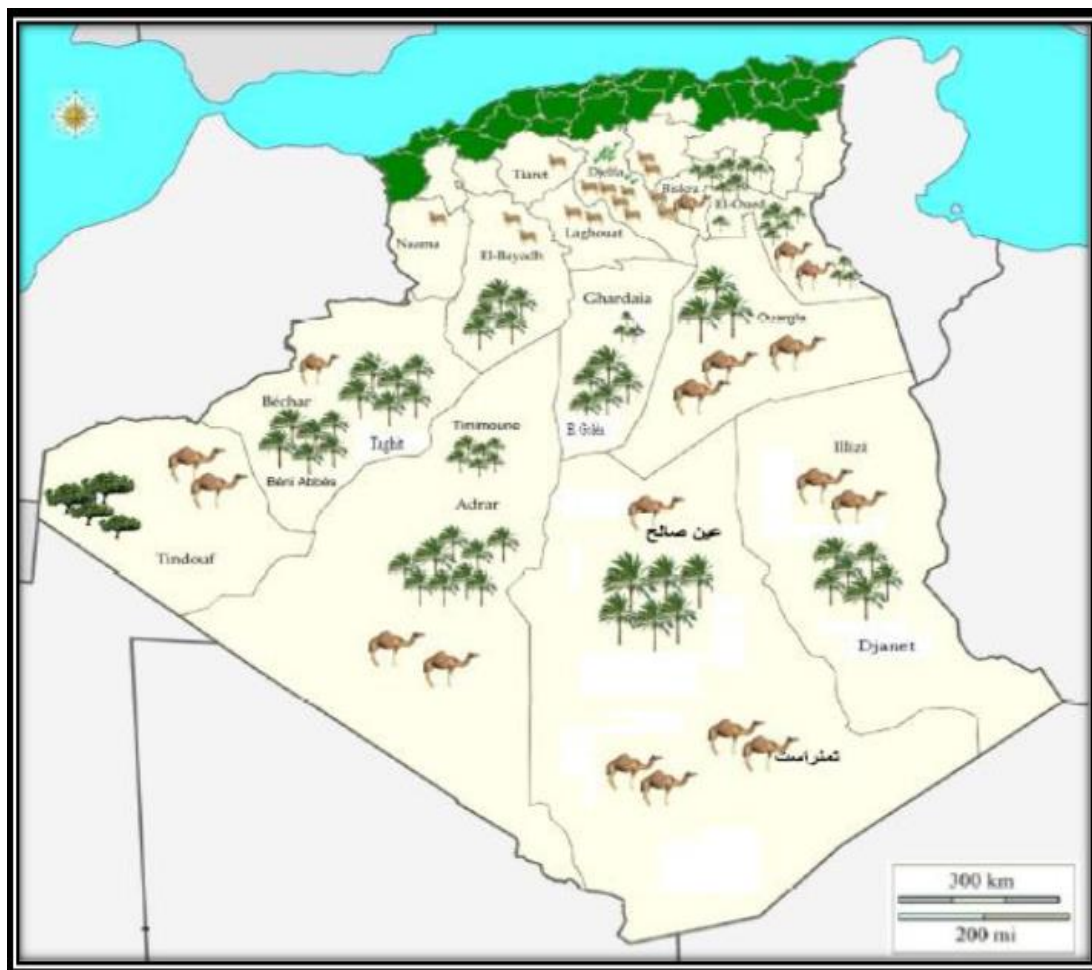 Tiaret
Djelfa
Biskra
El-Oued
Naama
Laghouat
El-Bayadh
Ghardaia
Ouargla
Béchar
Taghit
Timimoune
El Goléa
Illizi
Béni Abbés
Adrar
عين صالح
Tindouf
Djanet
تمنراست
300 km
200 mi